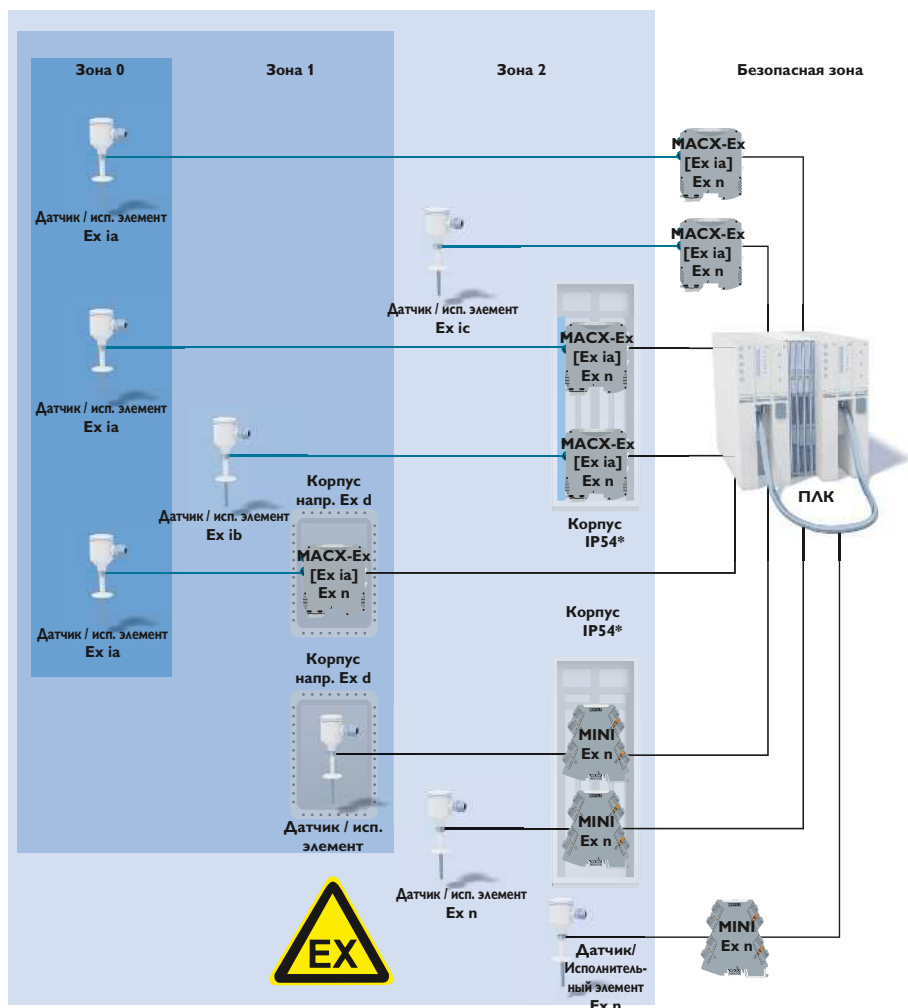 Зона 0
Зона 1
Зона 2
Безопасная зона
MACX-Ex
[Ex ia]
Ex n
Датчик / исп. элемент
Ex ia
MACX-Ex
[Ex ia]
Ex n
Датчик / исп. элемент
Ex ic
MACX-Ex
[Ex ia]
Ex n
Датчик / исп. элемент
Ex ia
MACX-Ex
[Ex ia]
Ex n
ПЛК
Датчик / исп. элемент
Ex ib
Корпус
напр. Ex d
Корпус
IP54*
MACX-Ex
[Ex ia]
Ex n
Датчик / исп. элемент
Ex ia
Корпус
IP54*
Корпус
напр. Ex d
MINI
Ex n
Датчик / исп.
элемент
MINI
Ex n
Датчик / исп. элемент
Ex n
EX
MINI
Ex n
Датчик/
Исполнитель-
ный элемент
Ex n